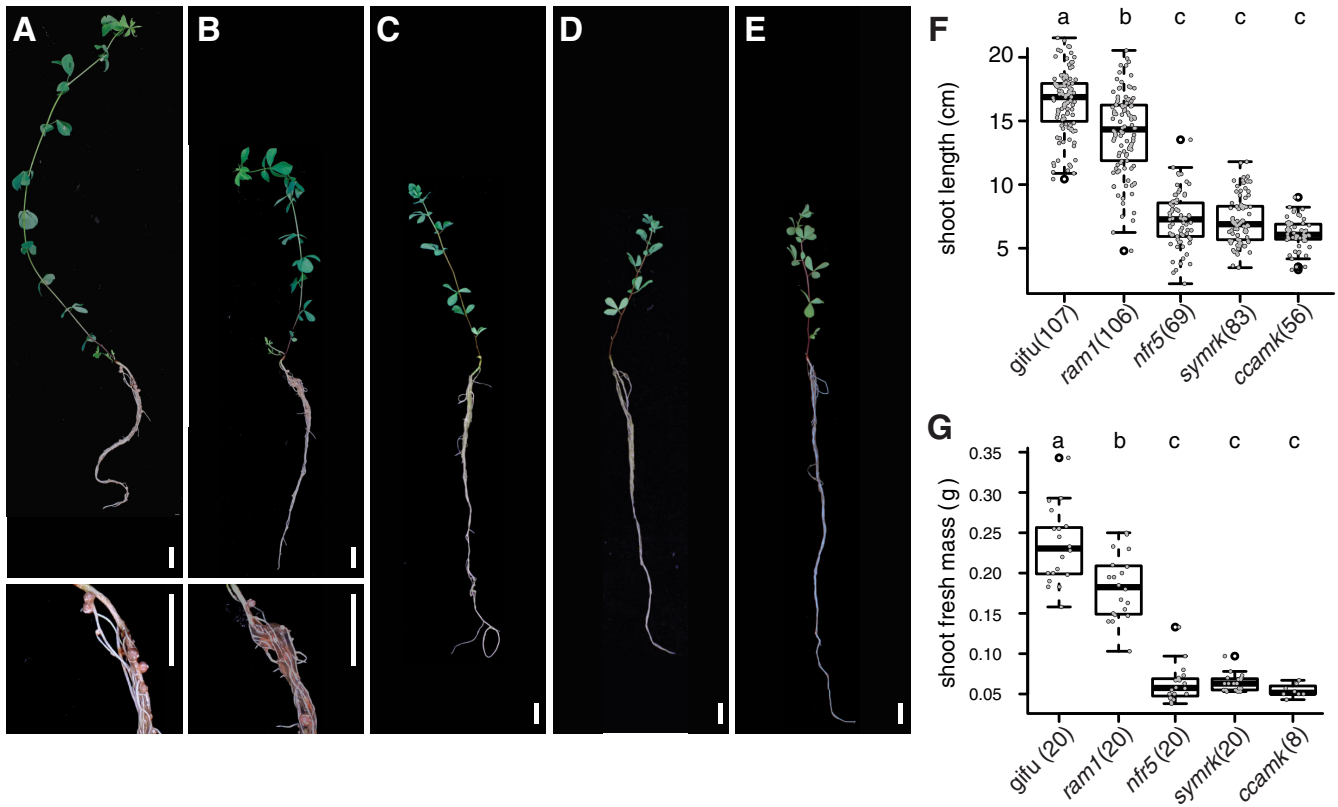 A
B
C
D
E
F
a b c c c
shoot length (cm)
20
15
10
5
gifu(107)
ram1(106)
nfr5(69)
symrk(83)
ccamk(56)
G
a b c c c
shoot fresh mass (g)
0.35
0.30
0.25
0.20
0.15
0.10
0.05
gifu (20)
ram1(20)
nfr5(20)
symrk(20)
ccamk(8)